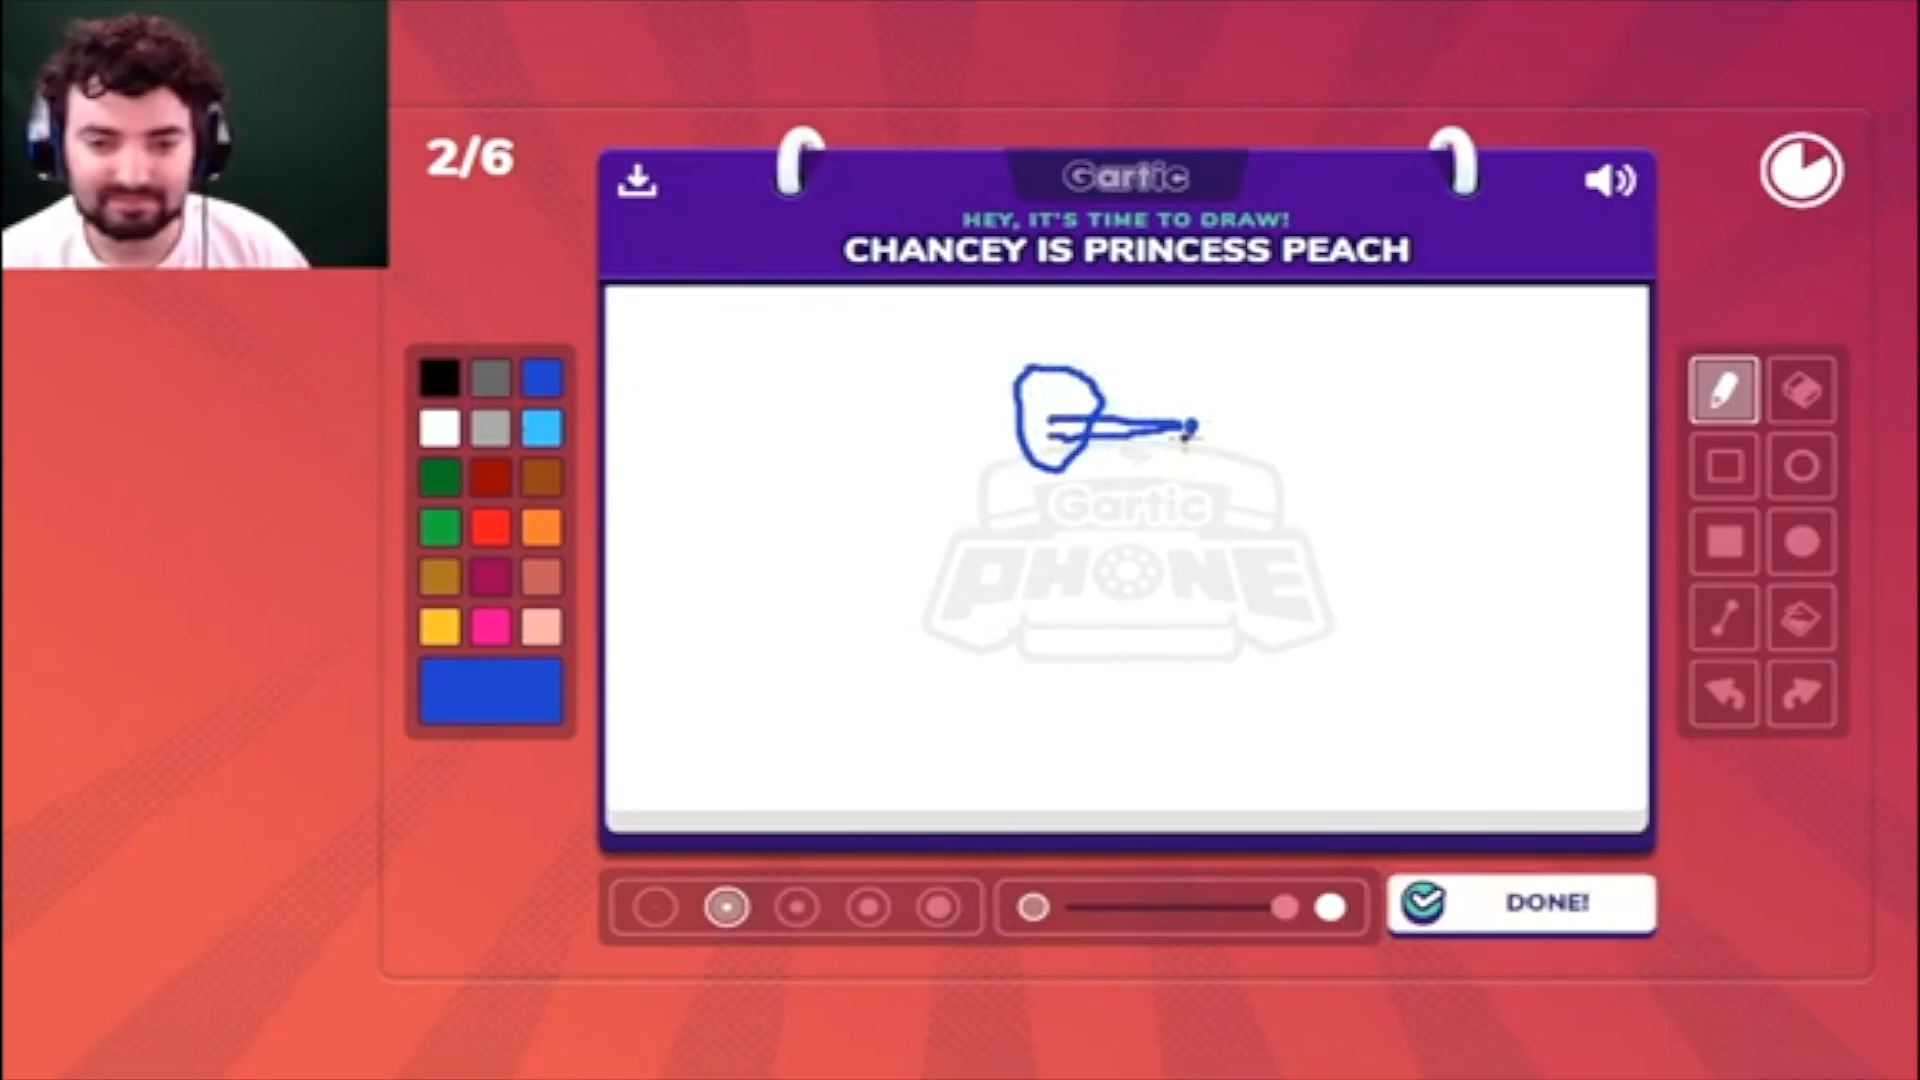 2/6
Gartic
HEY, IT'S TIME TO DRAW!
CHANCEY IS PRINCESS PEACH
Gartic
PHONE
DONE!